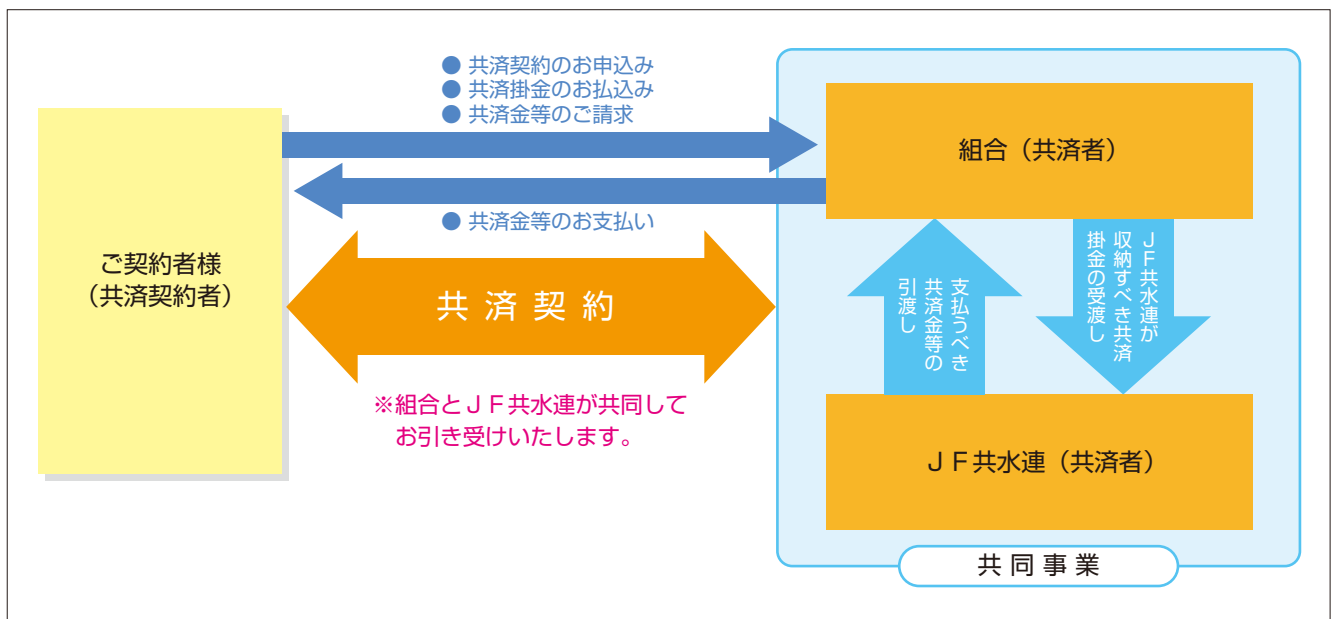 ● 共済契約のお申込み
● 共済掛金のお払込み
● 共済金等のご請求
組合（共済者）
● 共済金等のお支払い
ご契約者様
（共済契約者）
共済契約
※組合とＪＦ共水連が共同して
お引き受けいたします。
支払うべき
共済金等の
引渡し
ＪＦ共水連が
収納すべき共済
掛金の受渡し
ＪＦ共水連（共済者）
共同事業